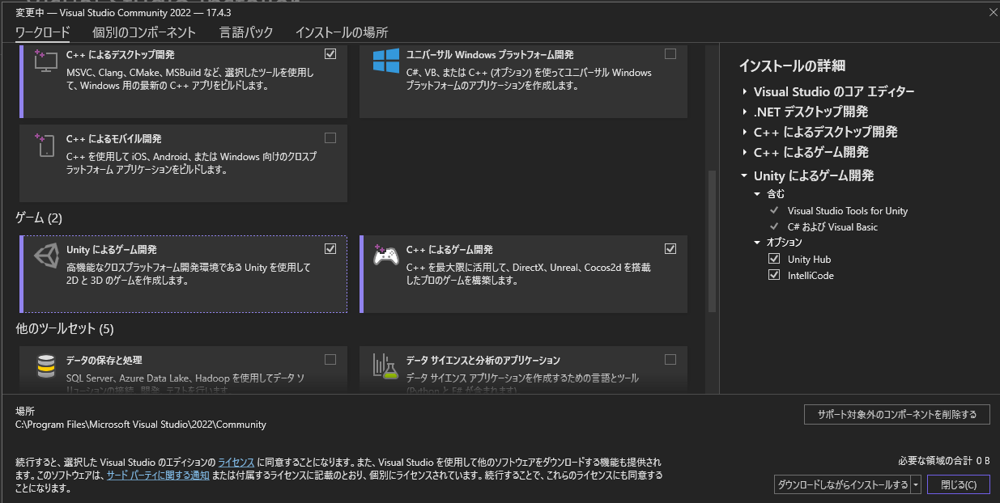 変更中 — Visual Studio Community 2022 — 17.4.3
ワークロード 個別のコンポーネント 言語パック インストールの場所
C++ によるデスクトップ開発
MSVC、Clang、CMake、MSBuild など、選択したツールを使用し
て、Windows 用の最新の C++ アプリをビルドします。
ユニバーサル Windows プラットフォーム開発
C#、VB、または C++ (オプション) を使ってユニバーサル Windows
プラットフォームのアプリケーションを作成します。
C++ によるモバイル開発
C++ を使用して iOS、Android、または Windows 向けのクロスプ
ラットフォーム アプリケーションをビルドします。
ゲーム (2)
Unity によるゲーム開発
高機能なクロスプラットフォーム開発環境である Unity を使用して
2D と 3D のゲームを作成します。
C++ によるゲーム開発
C++ を最大限に活用して、DirectX、Unreal、Cocos2d を搭載
したプロのゲームを構築します。
他のツールセット (5)
データの保存と処理
SQL Server、Azure Data Lake、Hadoop を使用してデータ ソ
リューションの接続、開発、テストを行います。
データ サイエンスと分析のアプリケーション
データ サイエンス アプリケーションを作成するための言語とツール
(Python と F# が含まれます)
インストールの詳細
Visual Studio のコア エディター
.NET デスクトップ開発
C++ によるデスクトップ開発
C++ によるゲーム開発
Unity によるゲーム開発
含む
Visual Studio Tools for Unity
C# および Visual Basic
オプション
Unity Hub
IntelliCode
場所
C:\Program Files\Microsoft Visual Studio\2022\Community
サポート対象外のコンポーネントを削除する
続行すると、選択した Visual Studio のエディションの ライセンス に同意することになります。また、Visual Studio を使用して他のソフトウェアをダウンロードする機能も提供され
ます。このソフトウェアは、サード パーティに関する通知 または付属するライセンスに記載のとおり、個別にライセンスされています。続行することで、これらのライセンスにも同意する
ことになります。
必要な領域の合計 0 B
ダウンロードしながらインストールする
閉じる(C)